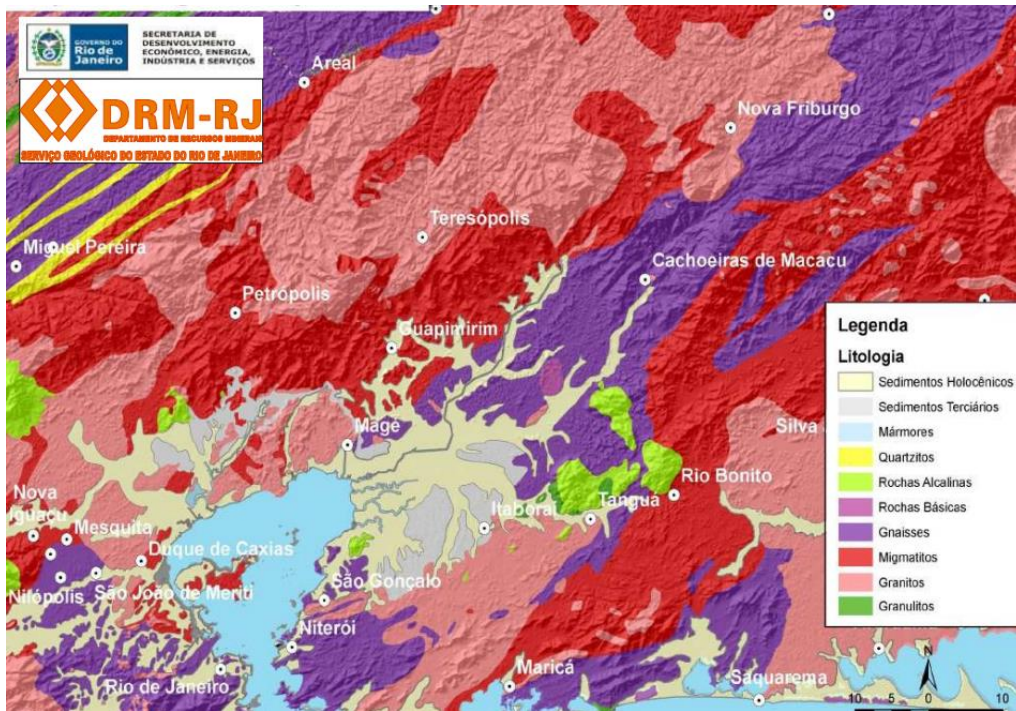 GOVERNO DO
Rio de
Janeiro
SECRETARIA DE
DESENVOLVIMENTO
ECONÔMICO, ENERGIA,
INDÚSTRIA E SERVIÇOS
DRM-RJ
DEPARTAMENTO DE RECURSOS MINERAIS
SERVIÇO GEOLÓGICO DO ESTADO DO RIO DE JANEIRO
Areal
Nova Friburgo
Teresópolis
Miguel Pereira
Cachoeiras de Macacu
Petrópolis
Guapimirim
Magé
Silva
Rio Bonito
Nova
Iguaçu
Mesquita
Itaboraí
Tanguá
Duque de Caxias
Nilópolis
São João de Meriti
São Gonçalo
Niterói
Rio de Janeiro
Maricá
Saquarema
Legenda
Litologia
Sedimentos Holocênicos
Sedimentos Terciários
Mármores
Quartzitos
Rochas Alcalinas
Rochas Básicas
Gnaisses
Migmatitos
Granitos
Granulitos
N
10 5 0 10